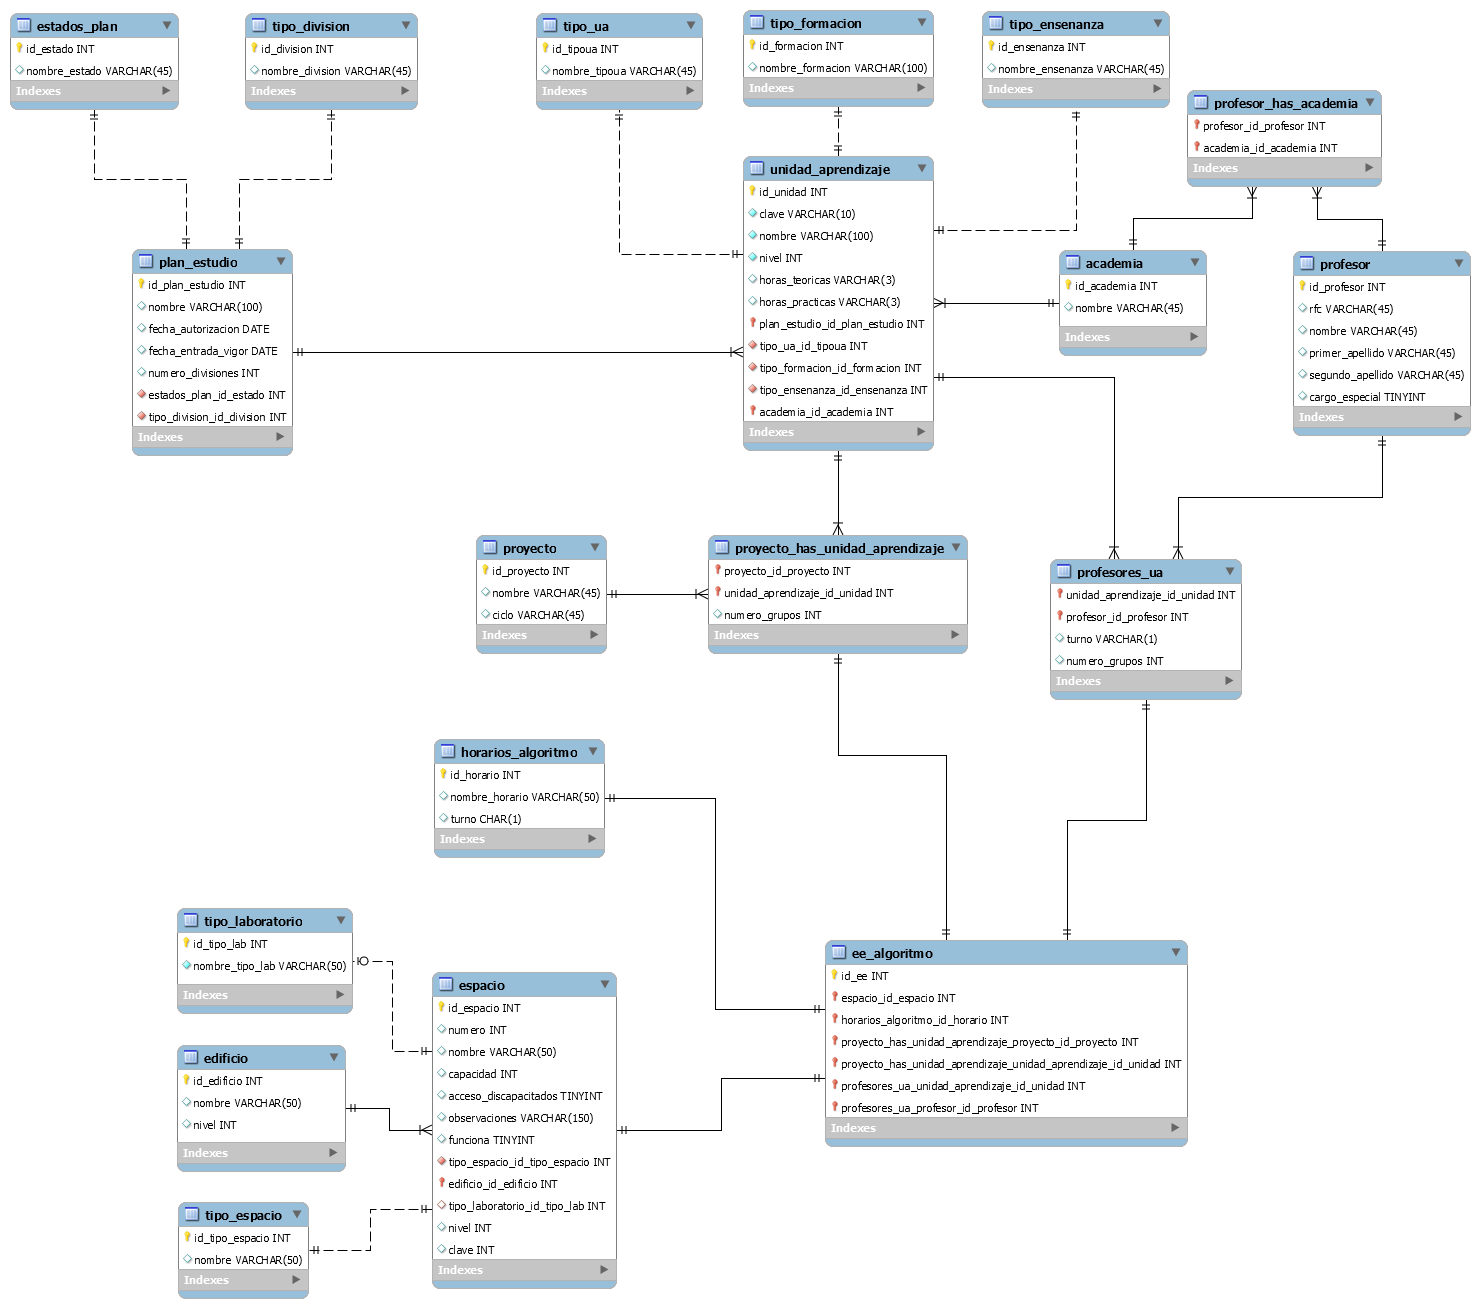 estados_plan
id_estado INT
nombre_estado VARCHAR(45)
Indexes
tipo_division
id_division INT
nombre_division VARCHAR(45)
Indexes
tipo_ua
id_tipoua INT
nombre_tipoua VARCHAR(45)
Indexes
tipo_formacion
id_formacion INT
nombre_formacion VARCHAR(100)
Indexes
tipo_ensenanza
id_ensenanza INT
nombre_ensenanza VARCHAR(45)
Indexes
profesor_has_academia
profesor_id_profesor INT
academia_id_academia INT
Indexes
plan_estudio
id_plan_estudio INT
nombre VARCHAR(100)
fecha_autorizacion DATE
fecha_entrada_vigor DATE
numero_divisiones INT
estados_plan_id_estado INT
tipo_division_id_division INT
Indexes
unidad_aprendizaje
id_unidad INT
clave VARCHAR(10)
nombre VARCHAR(100)
nivel INT
horas_teoricas VARCHAR(3)
horas_practicas VARCHAR(3)
plan_estudio_id_plan_estudio INT
tipo_ua_id_tipoua INT
tipo_formacion_id_formacion INT
tipo_ensenanza_id_ensenanza INT
academia_id_academia INT
Indexes
academia
id_academia INT
nombre VARCHAR(45)
Indexes
profesor
id_profesor INT
rfc VARCHAR(45)
nombre VARCHAR(45)
primer_apellido VARCHAR(45)
segundo_apellido VARCHAR(45)
cargo_especial TINYINT
Indexes
proyecto
id_proyecto INT
nombre VARCHAR(45)
ciclo VARCHAR(45)
Indexes
proyecto_has_unidad_aprendizaje
proyecto_id_proyecto INT
unidad_aprendizaje_id_unidad INT
numero_grupos INT
Indexes
profesores_ua
unidad_aprendizaje_id_unidad INT
profesor_id_profesor INT
turno VARCHAR(1)
numero_grupos INT
Indexes
horarios_algoritmo
id_horario INT
nombre_horario VARCHAR(50)
turno CHAR(1)
Indexes
tipo_laboratorio
id_tipo_lab INT
nombre_tipo_lab VARCHAR(50)
Indexes
edificio
id_edificio INT
nombre VARCHAR(50)
nivel INT
Indexes
tipo_espacio
id_tipo_espacio INT
nombre VARCHAR(50)
Indexes
espacio
id_espacio INT
numero INT
nombre VARCHAR(50)
capacidad INT
acceso_discapacitados TINYINT
observaciones VARCHAR(150)
funciona TINYINT
tipo_espacio_id_tipo_espacio INT
edificio_id_edificio INT
tipo_laboratorio_id_tipo_lab INT
nivel INT
clave INT
Indexes
ee_algoritmo
id_ee INT
espacio_id_espacio INT
horarios_algoritmo_id_horario INT
proyecto_has_unidad_aprendizaje_proyecto_id_proyecto INT
proyecto_has_unidad_aprendizaje_unidad_aprendizaje_id_unidad INT
profesores_ua_unidad_aprendizaje_id_unidad INT
profesores_ua_profesor_id_profesor INT
Indexes